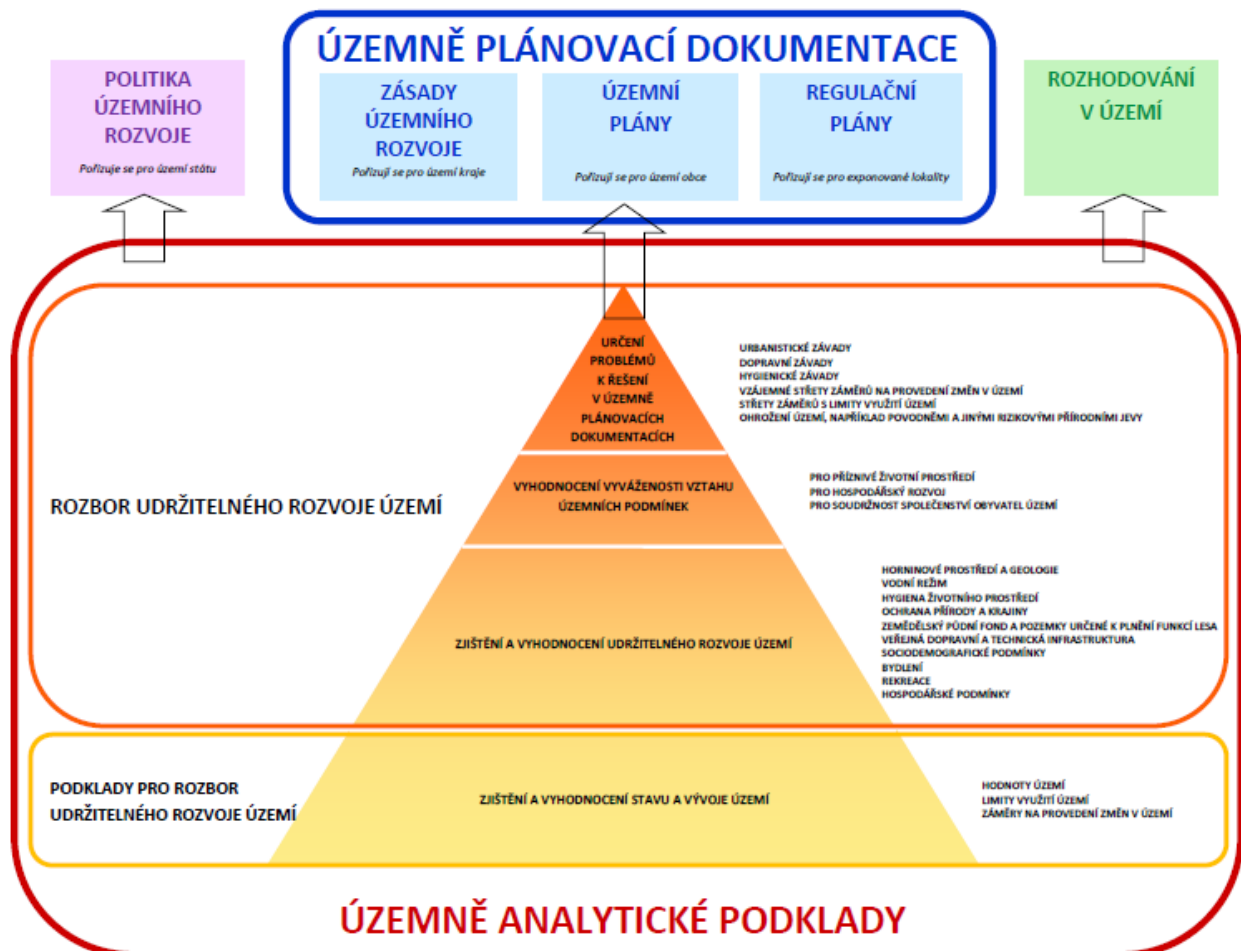 ÚZEMNĚ PLÁNOVACÍ DOKUMENTACE
POLITIKA
ÚZEMNÍHO
ROZVOJE
Pořizuje se pro území státu
ZÁSADY
ÚZEMNÍHO
ROZVOJE
Pořizují se pro území kraje
ÚZEMNÍ
PLÁNY
Pořizují se pro území obce
REGULAČNÍ
PLÁNY
Pořizují se pro exponované lokality
ROZHODOVÁNÍ
V ÚZEMÍ
URČENÍ
PROBLÉMŮ
K ŘEŠENÍ
V ÚZEMNĚ
PLÁNOVACÍCH
DOKUMENTACÍCH
URBANISTICKÉ ZÁVADY
DOPRAVNÍ ZÁVADY
HYGIENICKÉ ZÁVADY
VZÁJEMNÉ STŘETY ZÁMĚRŮ NA PROVEDENÍ ZMĚN V ÚZEMÍ
STŘETY ZÁMĚRŮ S LIMITY VYUŽITÍ ÚZEMÍ
OHROŽENÍ ÚZEMÍ, NAPŘÍKLAD POVODNĚMI A JINÝMI RIZIKOVÝMI PŘÍRODNÍMI JEVY
ROZBOR UDRŽITELNÉHO ROZVOJE ÚZEMÍ
VYHODNOCENÍ VYVÁŽENOSTI VZTAHU
ÚZEMNÍCH PODMÍNEK
PRO PŘÍZNIVÉ ŽIVOTNÍ PROSTŘEDÍ
PRO HOSPODÁŘSKÝ ROZVOJ
PRO SOUDRŽNOST SPOLEČENSTVÍ OBYVATEL ÚZEMÍ
ZJIŠTĚNÍ A VYHODNOCENÍ UDRŽITELNÉHO ROZVOJE ÚZEMÍ
HORNINOVÉ PROSTŘEDÍ A GEOLOGIE
VODNÍ REŽIM
HYGIENA ŽIVOTNÍHO PROSTŘEDÍ
OCHRANA PŘÍRODY A KRAJINY
ZEMĚDĚLSKÝ PŮDNÍ FOND A POZEMKY URČENÉ K PLNĚNÍ FUNKCÍ LESA
VEŘEJNÁ DOPRAVNÍ A TECHNICKÁ INFRASTRUKTURA
SOCIODEMOGRAFICKÉ PODMÍNKY
BYDLENÍ
REKREACE
HOSPODÁŘSKÉ PODMÍNKY
PODKLADY PRO ROZBOR
UDRŽITELNÉHO ROZVOJE ÚZEMÍ
ZJIŠTĚNÍ A VYHODNOCENÍ STAVU A VÝVOJE ÚZEMÍ
HODNOTY ÚZEMÍ
LIMITY VYUŽITÍ ÚZEMÍ
ZÁMĚRY NA PROVEDENÍ ZMĚN V ÚZEMÍ
ÚZEMNĚ ANALYTICKÉ PODKLADY